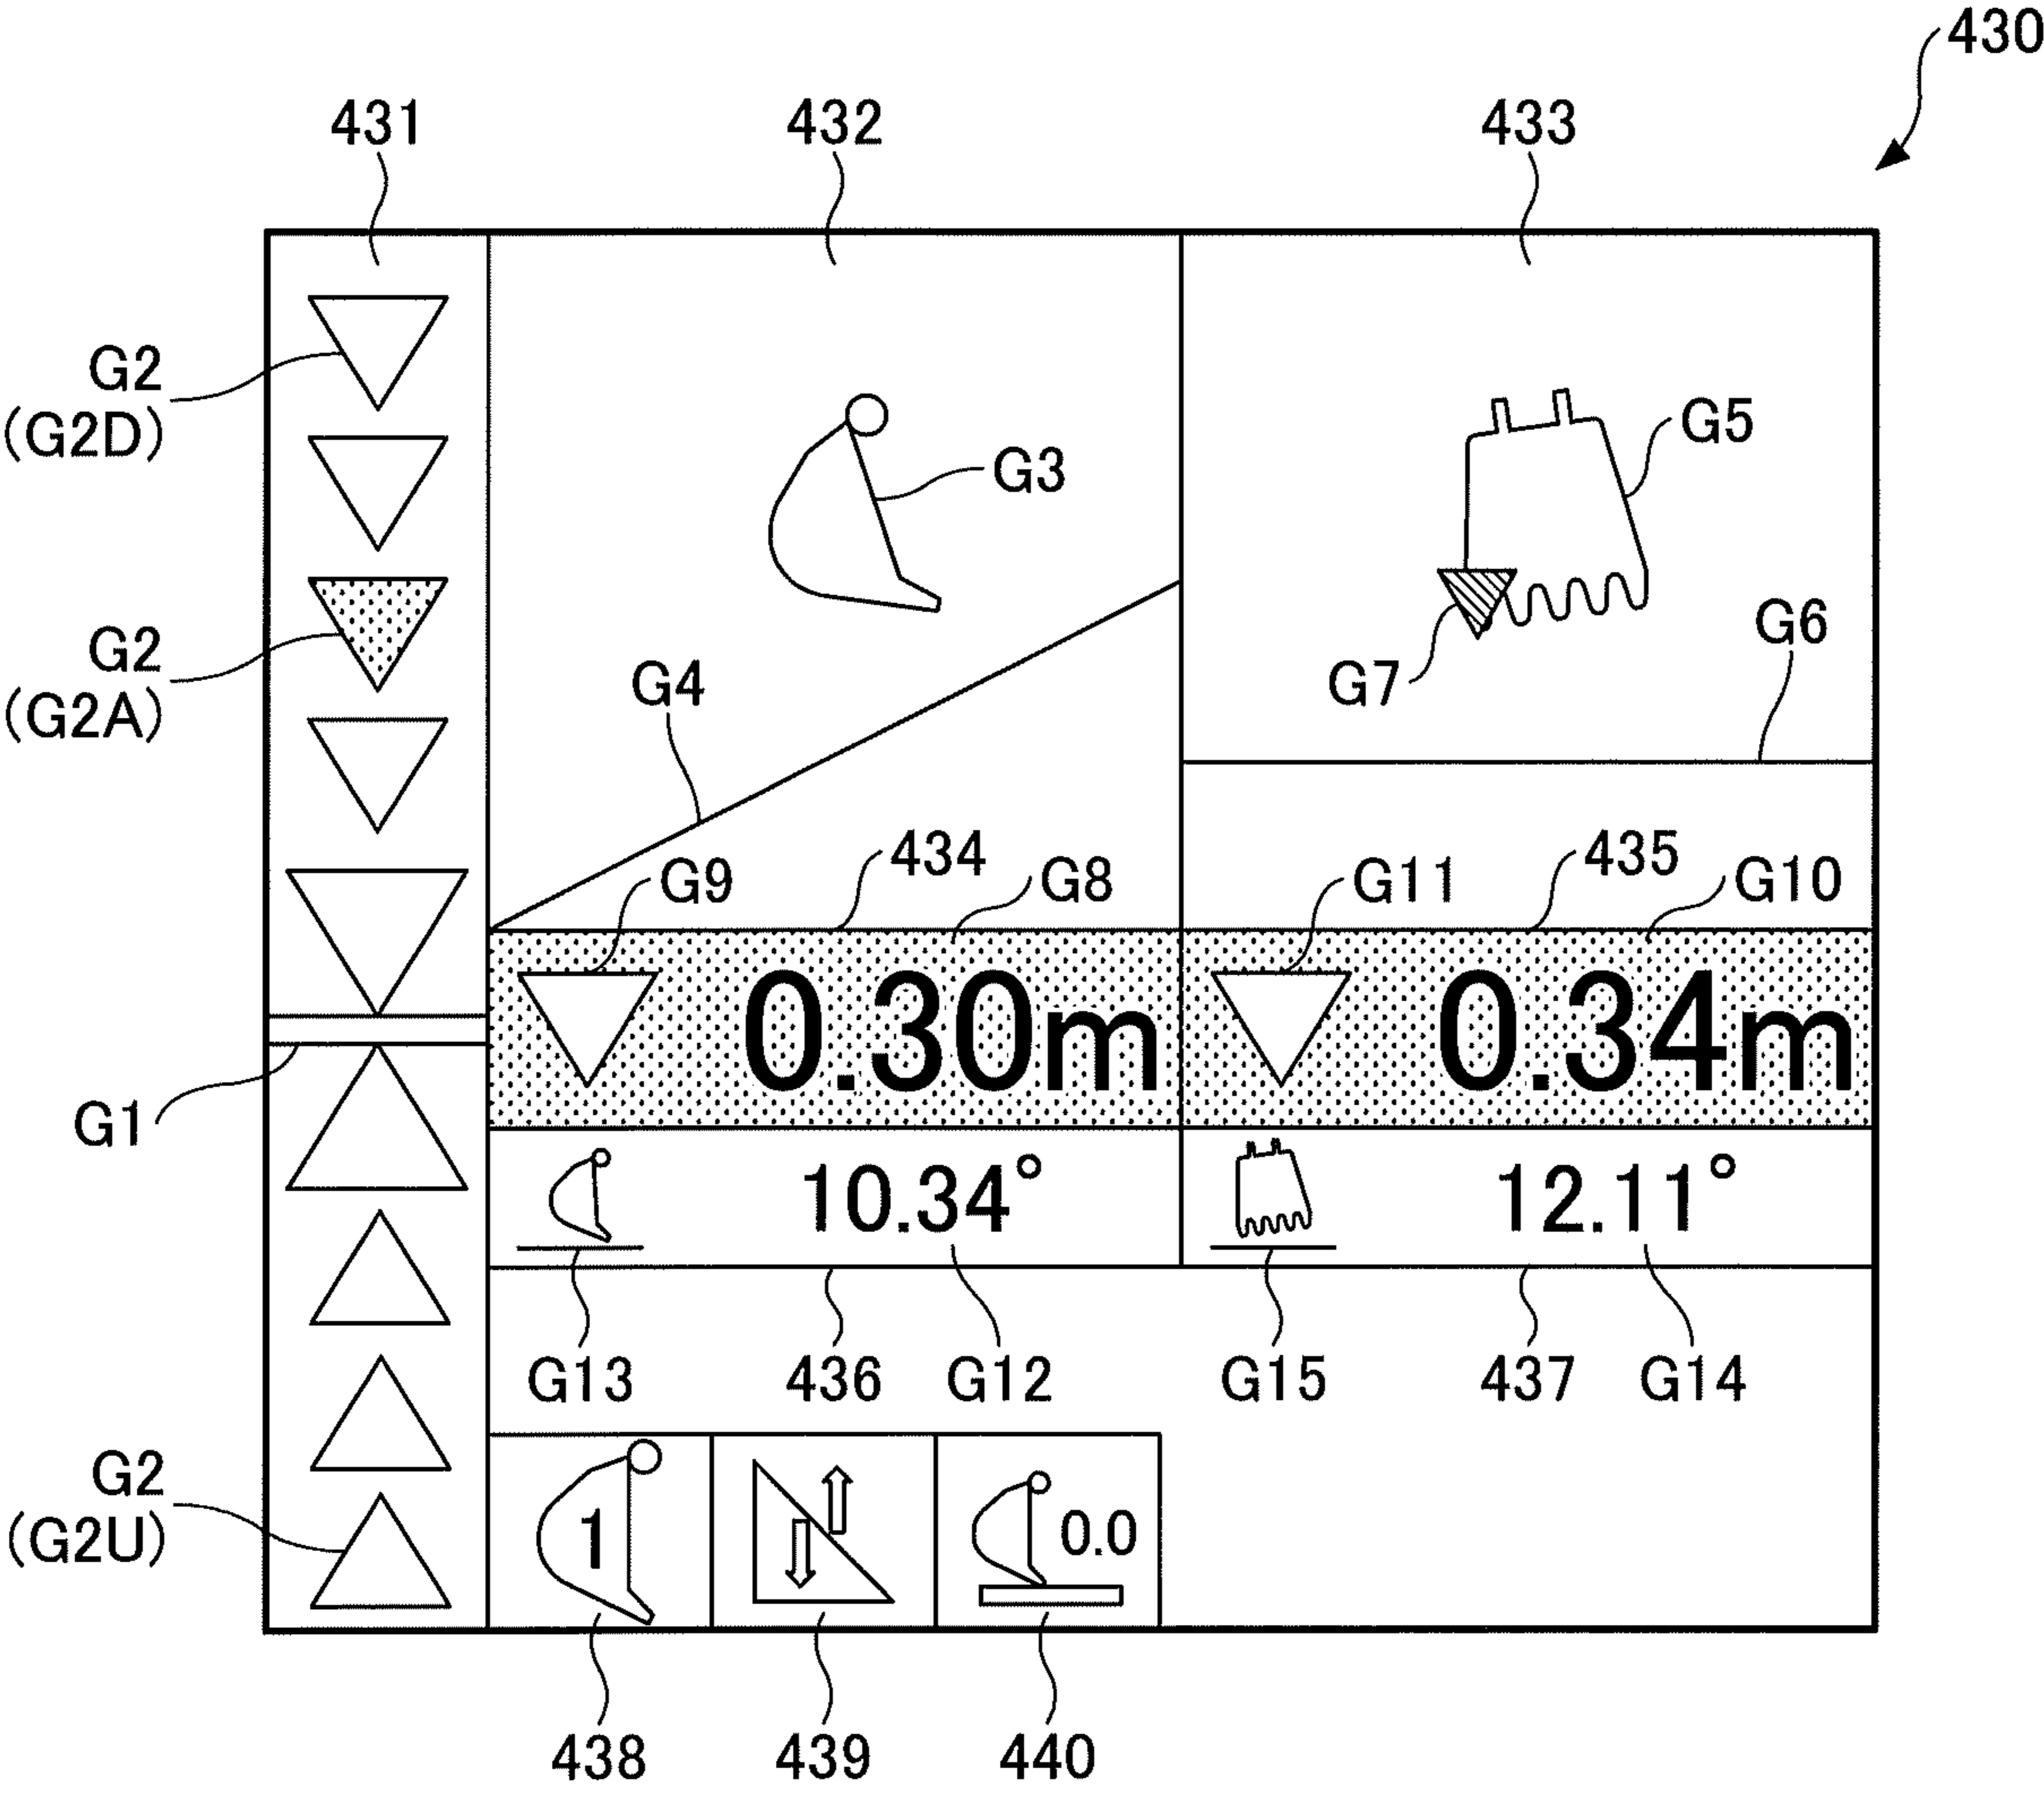 430
431
432
433
G2
(G2D)
G3
G5
G2
(G2A)
G4
G7
G6
G9
434
G8
G11
435
G10
0.30m
0.34m
G1
10.34°
12.11°
G13
436
G12
G15
437
G14
G2
(G2U)
1
0.0
438
439
440